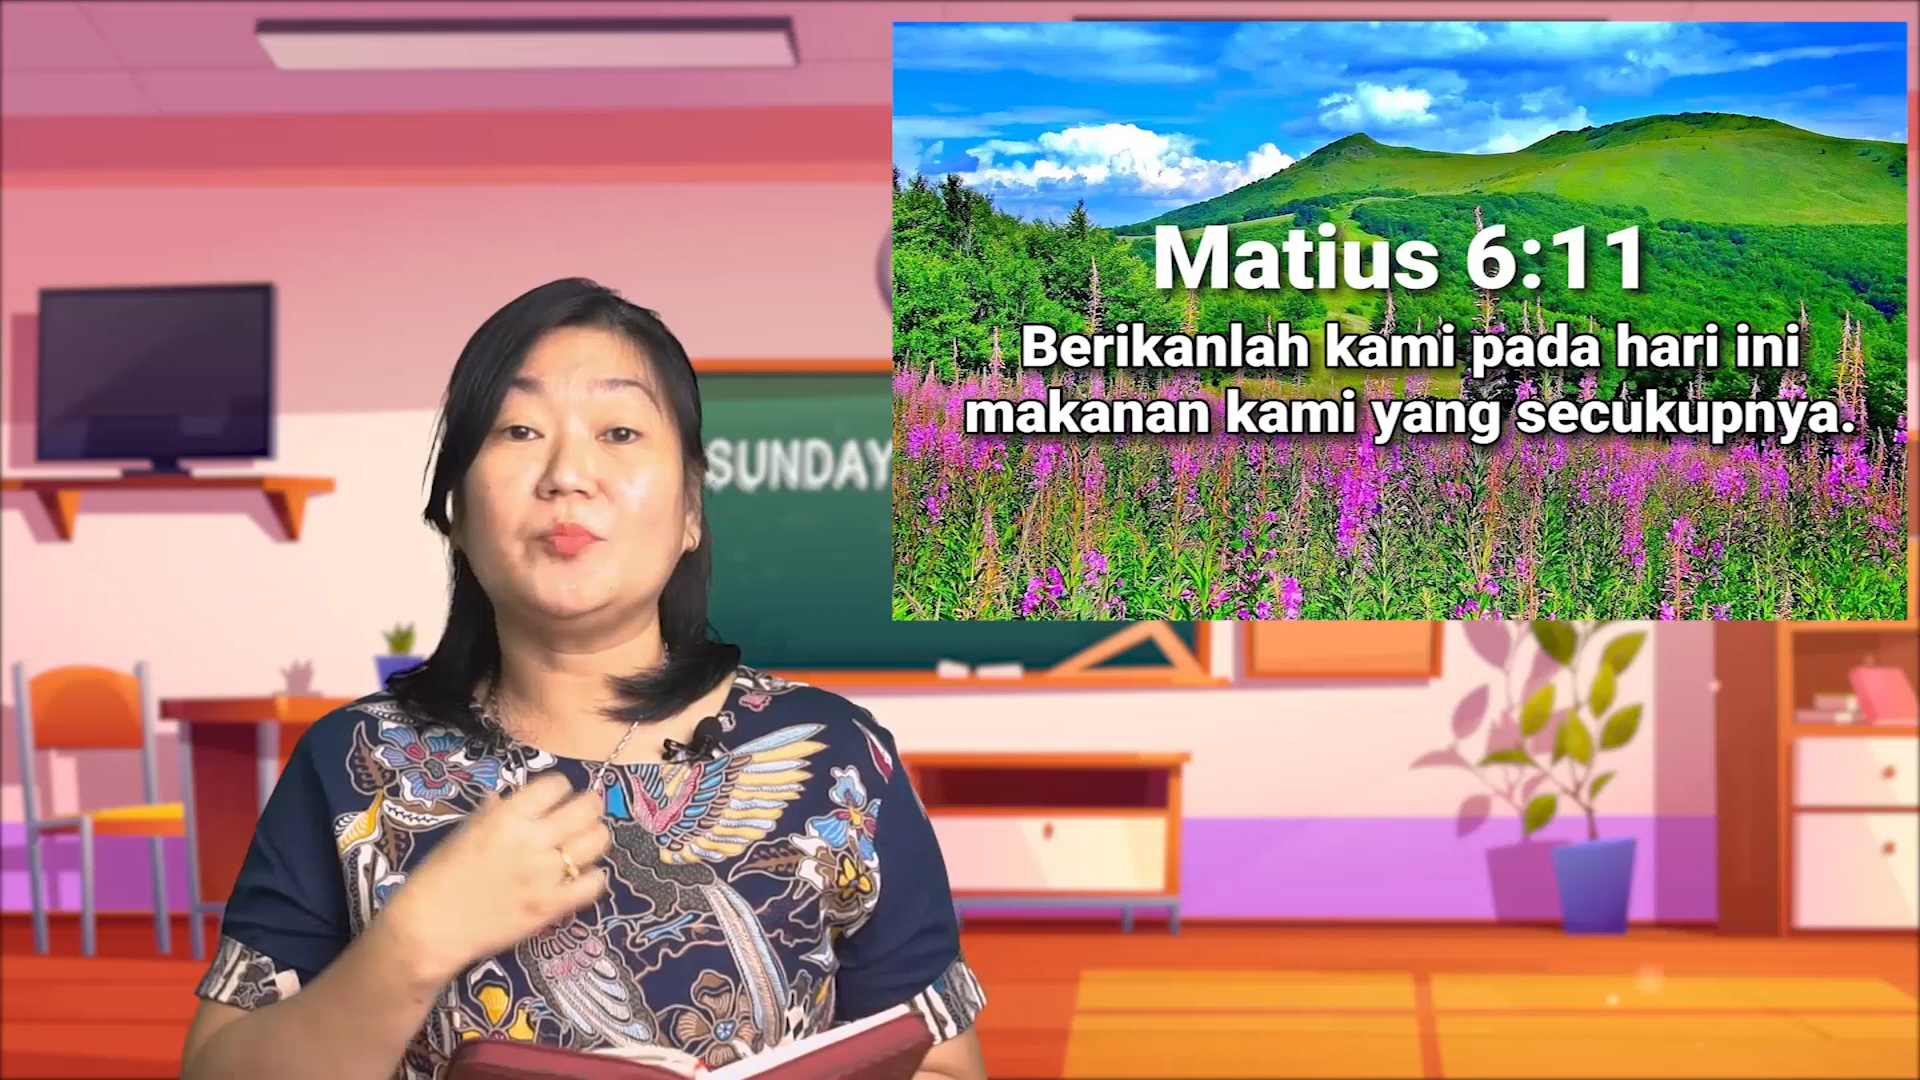 Matius 6:11
Berikanlah kami pada hari ini
makanan kami yang secukupnya.
SUNDAY